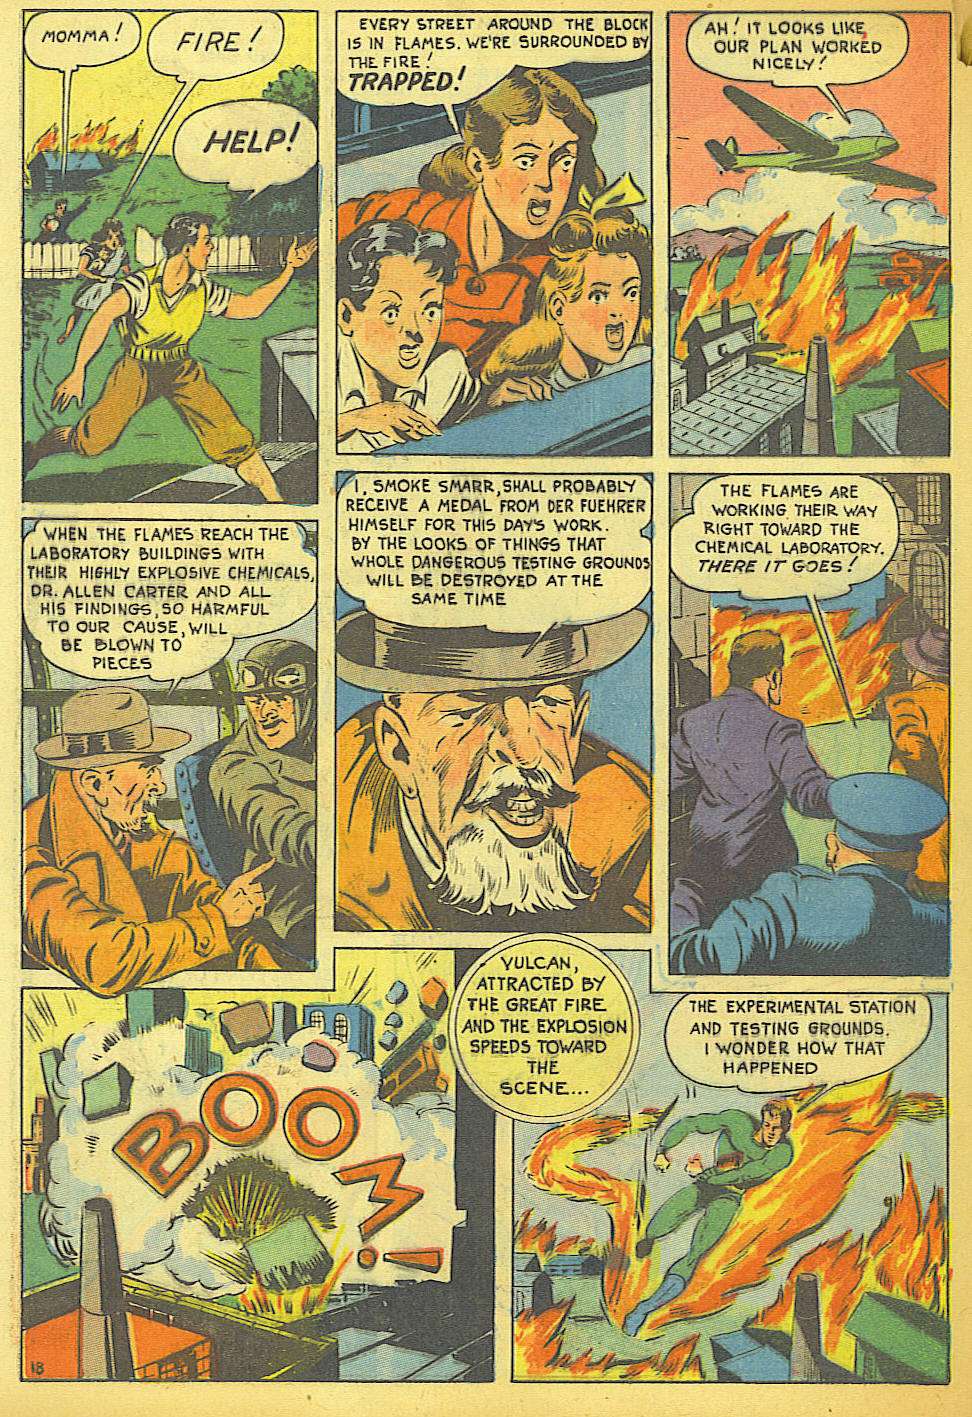 MOMMA!
FIRE!
HELP!
EVERY STREET AROUND THE BLOCK
IS IN FLAMES. WE'RE SURROUNDED BY
THE FIRE!
TRAPPED!
AH! IT LOOKS LIKE
OUR PLAN WORKED
NICELY!
WHEN THE FLAMES REACH THE
LABORATORY BUILDINGS WITH
THEIR HIGHLY EXPLOSIVE CHEMICALS,
DR. ALLEN CARTER AND ALL
HIS FINDINGS, SO HARMFUL
TO OUR CAUSE, WILL
BE BLOWN TO
PIECES
I, SMOKE SMARR, SHALL PROBABLY
RECEIVE A MEDAL FROM DER FUEHRER
HIMSELF FOR THIS DAY'S WORK.
BY THE LOOKS OF THINGS THAT
WHOLE DANGEROUS TESTING GROUNDS
WILL BE DESTROYED AT THE
SAME TIME
THE FLAMES ARE
WORKING THEIR WAY
RIGHT TOWARD THE
CHEMICAL LABORATORY.
THERE IT GOES!
BOOM!
18
VULCAN,
ATTRACTED BY
THE GREAT FIRE
AND THE EXPLOSION
SPEEDS TOWARD
THE
SCENE...
THE EXPERIMENTAL STATION
AND TESTING GROUNDS.
I WONDER HOW THAT
HAPPENED